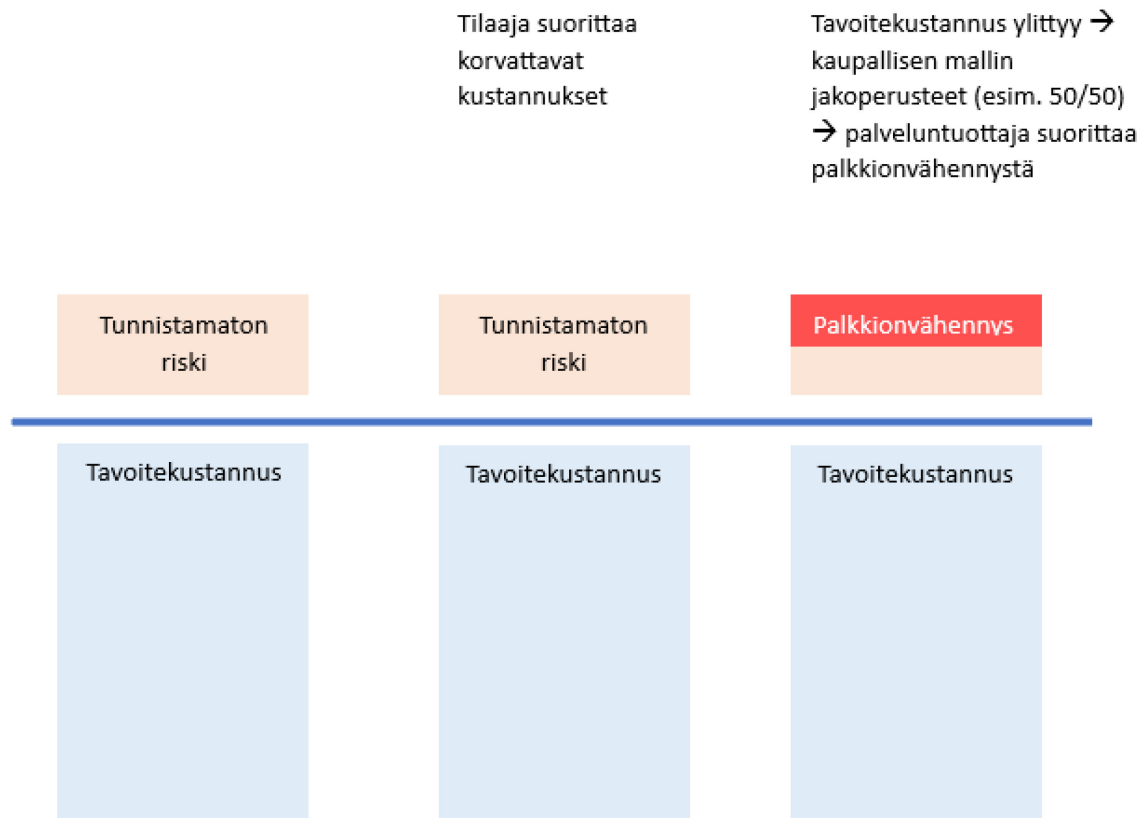 Tilaaja suorittaa
korvattavat
kustannukset
Tavoitekustannus ylittyy →
kaupallisen mallin
jakoperusteet (esim. 50/50)
→ palveluntuottaja suorittaa
palkkionvähennystä
Tunnistamaton
riski
Tunnistamaton
riski
Palkkionvähennys
Tavoitekustannus
Tavoitekustannus
Tavoitekustannus